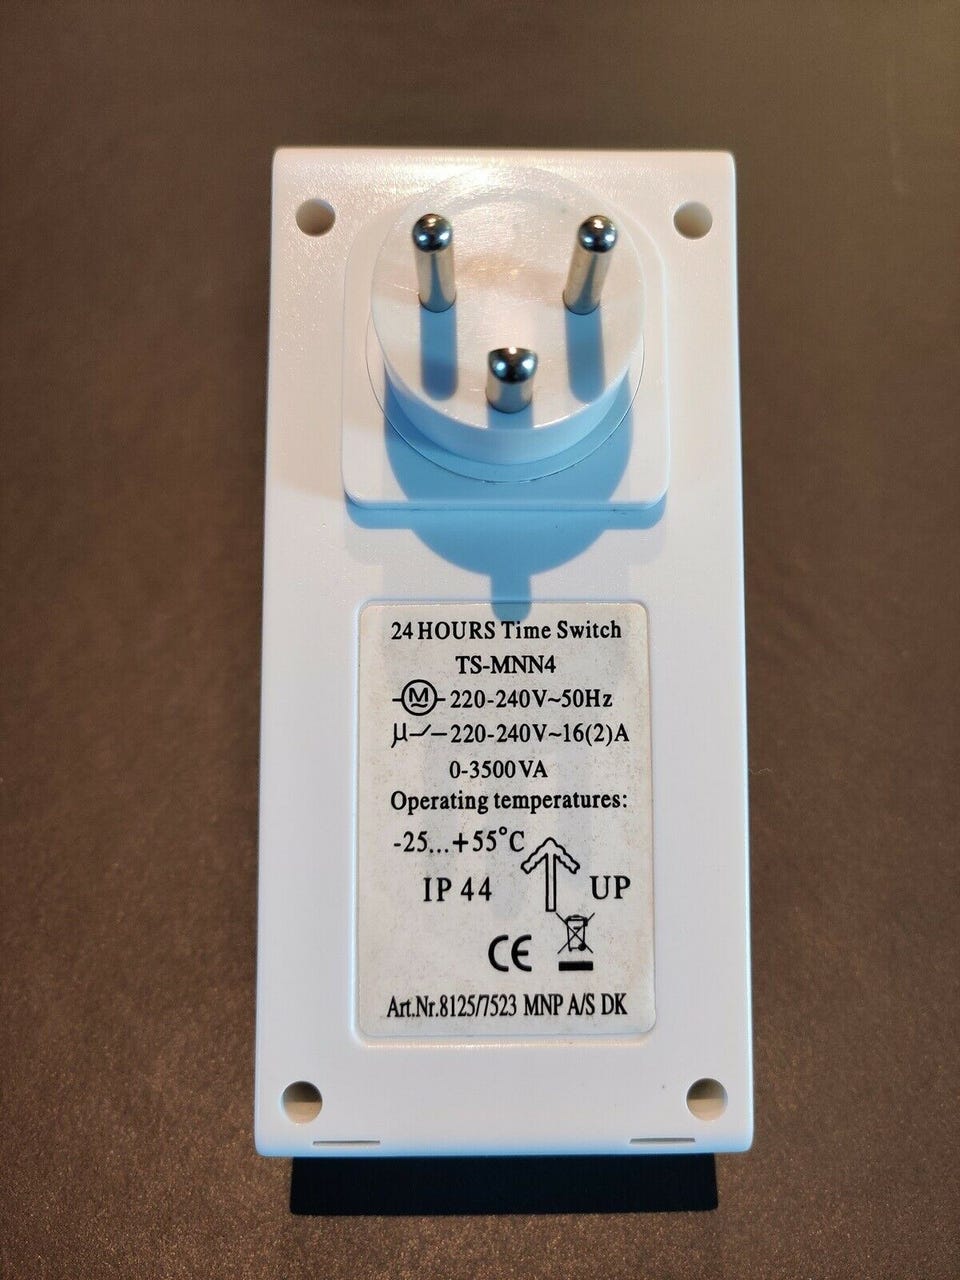 24 HOURS Time Switch
TS-MNN4
M 220-240V~50Hz
µ 220-240V~16(2)A
0-3500VA
Operating temperatures:
-25...+55°C
IP 44 UP
CE
Art.Nr.8125/7523 MNP A/S DK